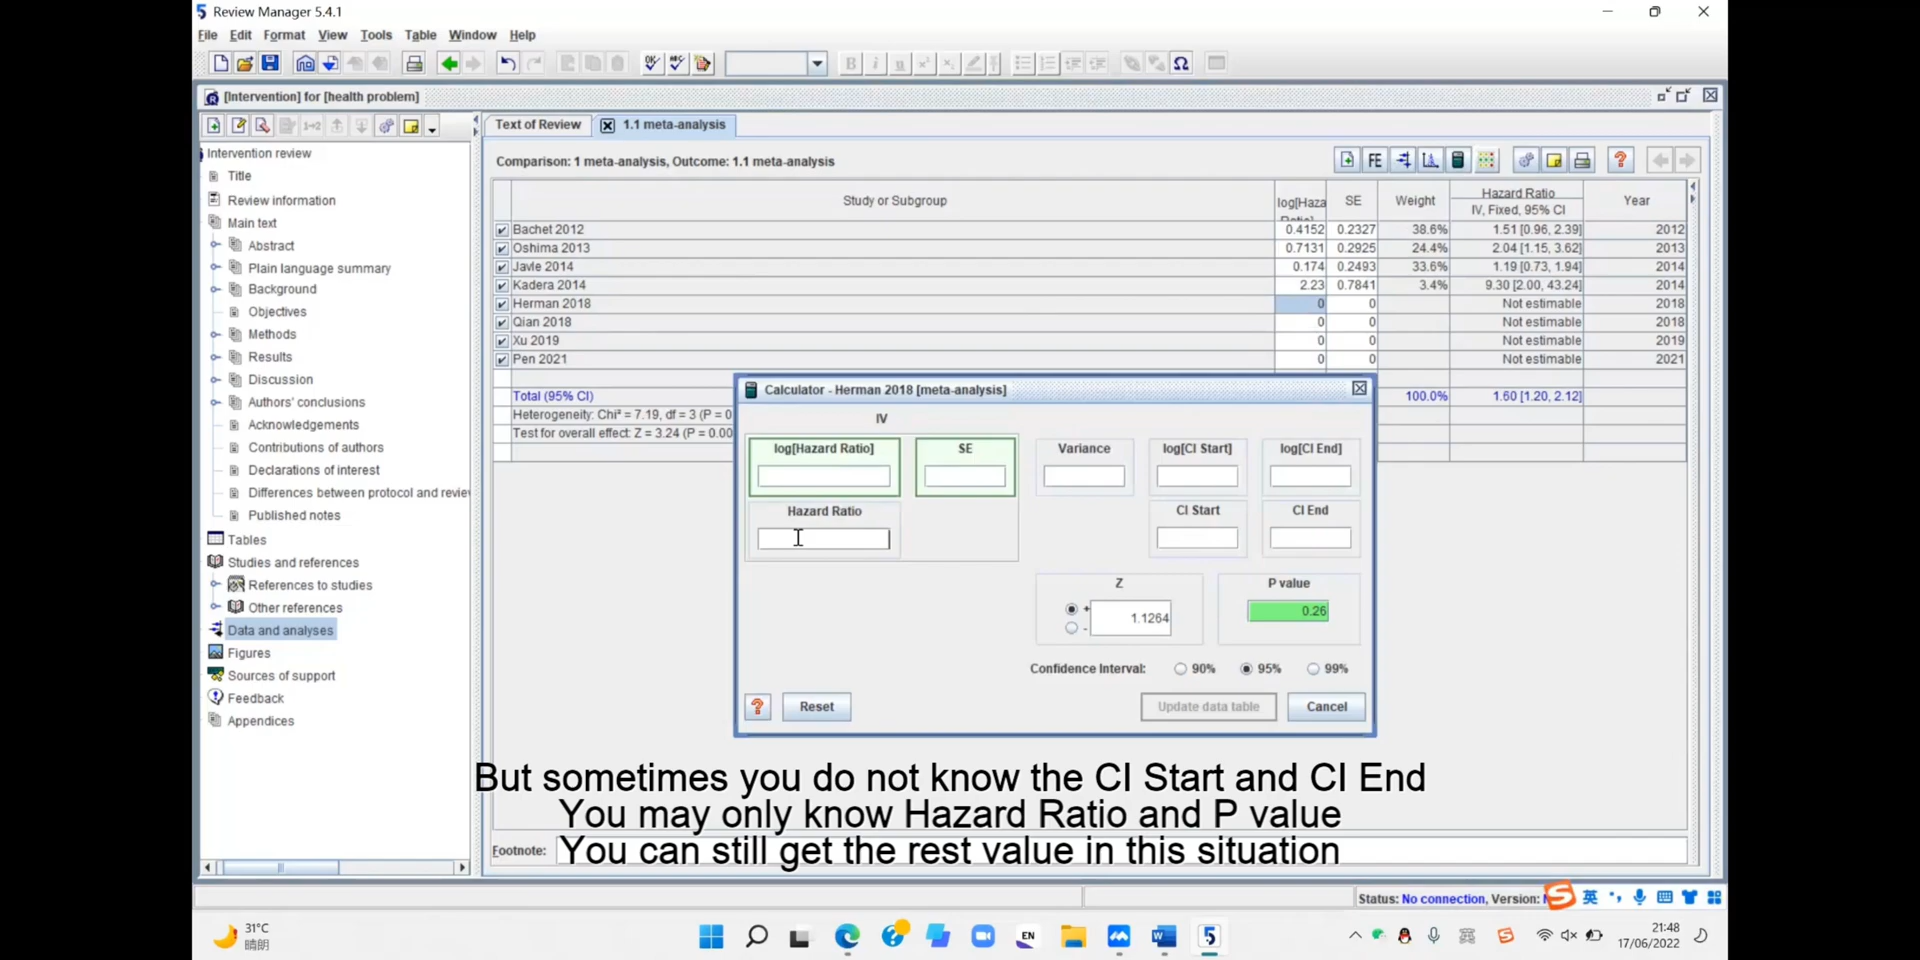 Review Manager 5.4.1
File Edit Format View Tools Table Window Help
[Intervention] for [health problem]
Text of Review 1.1 meta-analysis
Intervention review
Title
Review information
Main text
Abstract
Plain language summary
Background
Objectives
Methods
Results
Discussion
Authors' conclusions
Acknowledgements
Contributions of authors
Declarations of interest
Differences between protocol and revie
Published notes
Tables
Studies and references
References to studies
Other references
Data and analyses
Figures
Sources of support
Feedback
Appendices
Comparison: 1 meta-analysis, Outcome: 1.1 meta-analysis
FE
Study or Subgroup log[Haza SE Weight Hazard Ratio Year
IV, Fixed, 95% CI
Bachet 2012 0.4152 0.2327 38.6% 1.51 [0.96, 2.39] 2012
Oshima 2013 0.7131 0.2925 24.4% 2.04 [1.15, 3.62] 2013
Javle 2014 0.174 0.2493 33.6% 1.19 [0.73, 1.94] 2014
Kadera 2014 2.23 0.7841 3.4% 9.30 [2.00, 43.24] 2014
Herman 2018 0 0 Not estimable 2018
Qian 2018 0 0 Not estimable 2018
Xu 2019 0 0 Not estimable 2019
Pen 2021 0 0 Not estimable 2021
Total (95% CI) 100.0% 1.60 [1.20, 2.12]
Heterogeneity: Chi² = 7.19, df = 3 (P = 0
Test for overall effect: Z = 3.24 (P = 0.00
Calculator - Herman 2018 [meta-analysis]
IV
log[Hazard Ratio] SE Variance log[CI Start] log[CI End]
Hazard Ratio CI Start CI End
Z P value
+ 1.1264 0.26
-
Confidence Interval: 90% 95% 99%
? Reset Update data table Cancel
But sometimes you do not know the CI Start and CI End
You may only know Hazard Ratio and P value
Footnote: You can still get the rest value in this situation
Status: No connection, Version:
英
31°C
晴朗
EN
21:48
17/06/2022